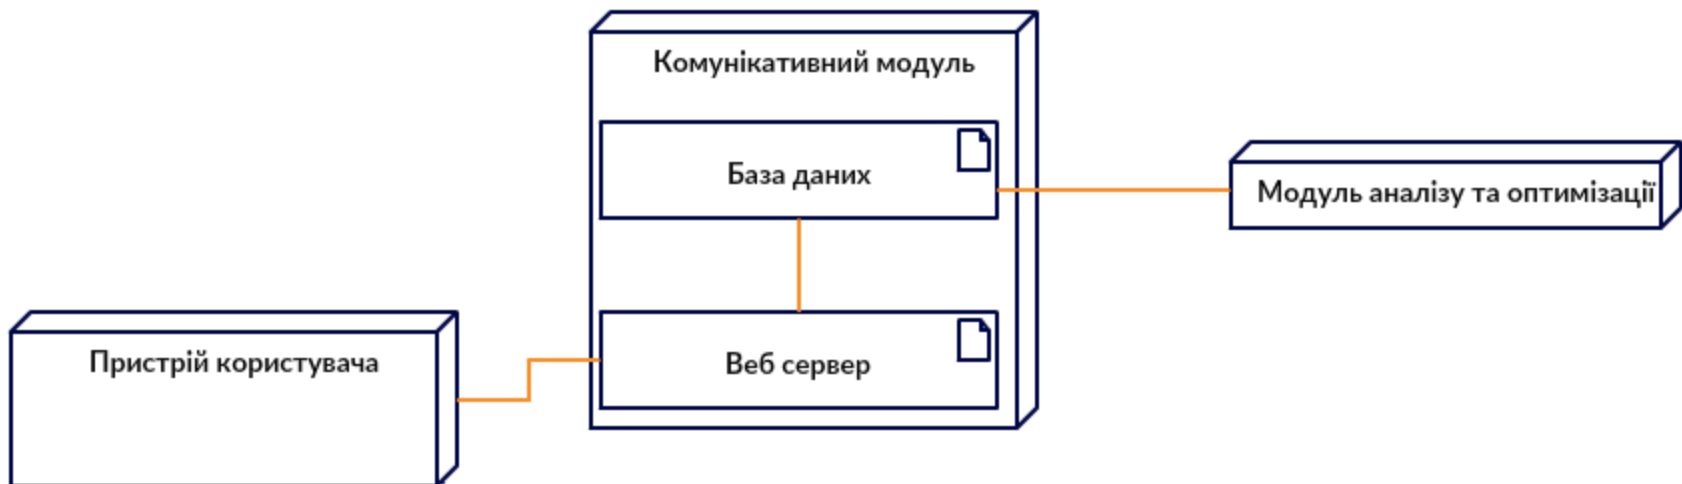 Комунікативний модуль
База даних
Модуль аналізу та оптимізації
Веб сервер
Пристрій користувача